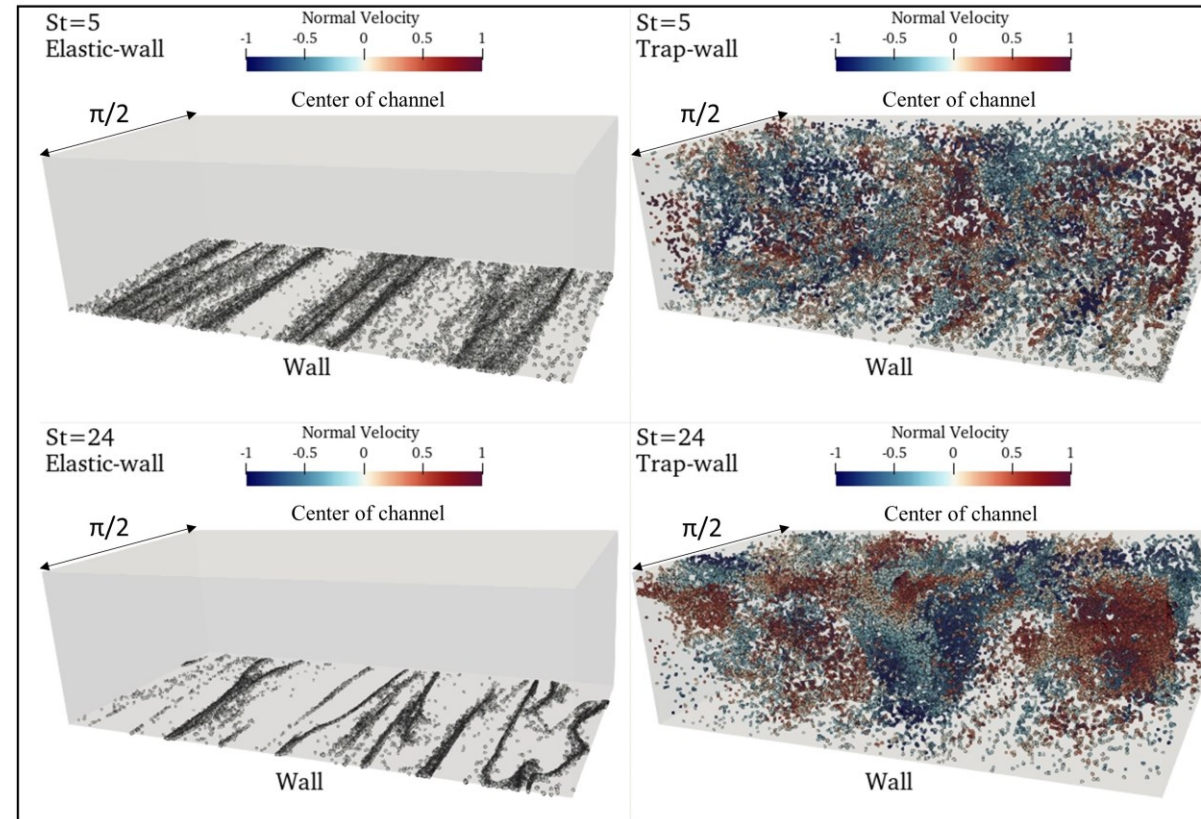 St=5
Elastic-wall
Normal Velocity
-1 -0.5 0 0.5 1
Center of channel
π/2
Wall
St=5
Trap-wall
Normal Velocity
-1 -0.5 0 0.5 1
Center of channel
π/2
Wall
St=24
Elastic-wall
Normal Velocity
-1 -0.5 0 0.5 1
Center of channel
π/2
Wall
St=24
Trap-wall
Normal Velocity
-1 -0.5 0 0.5 1
Center of channel
π/2
Wall